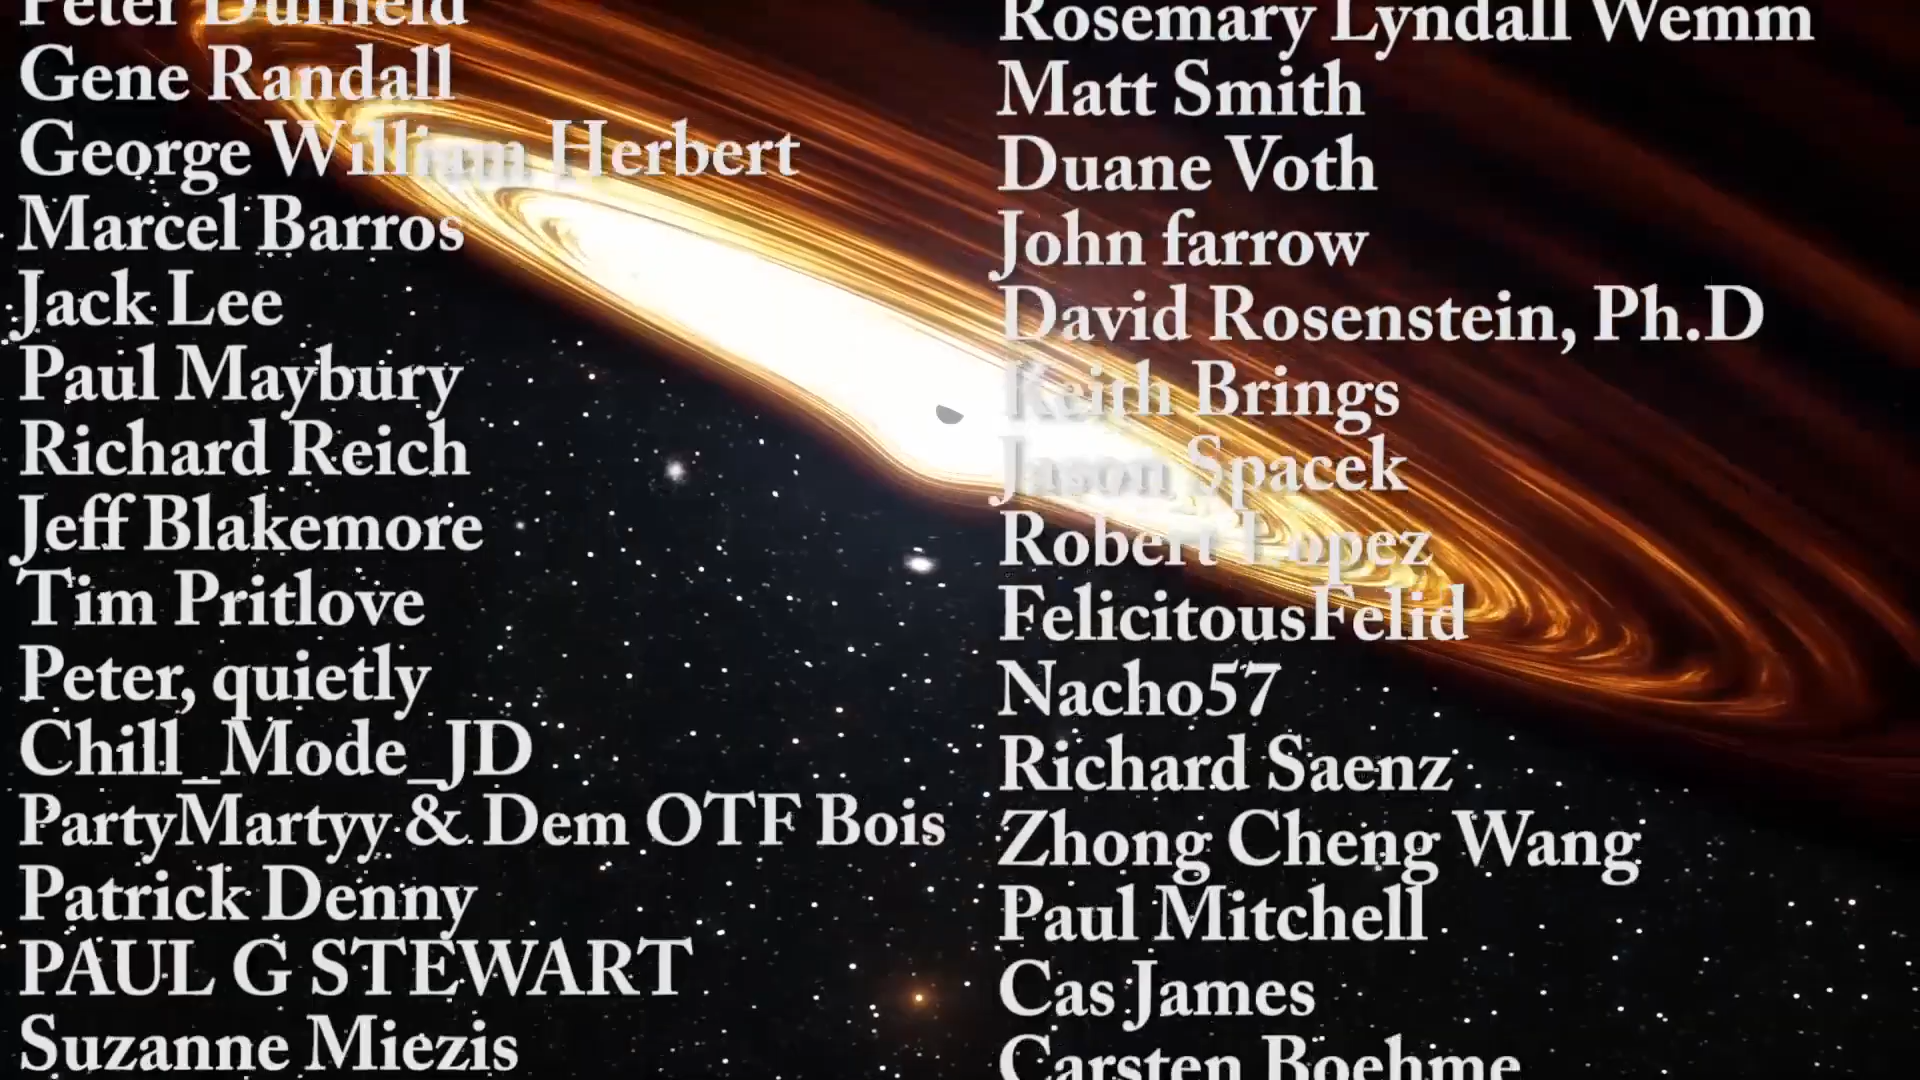 Peter Duffield
Gene Randall
George William Herbert
Marcel Barros
Jack Lee
Paul Maybury
Richard Reich
Jeff Blakemore
Tim Pritlove
Peter, quietly
Chill_Mode_JD
PartyMartyy & Dem OTF Bois
Patrick Denny
PAUL G STEWART
Suzanne Miezis
Rosemary Lyndall Wemm
Matt Smith
Duane Voth
John farrow
David Rosenstein, Ph.D
Keith Brings
Jason Spacek
Robert Lopez
FelicitousFelid
Nacho57
Richard Saenz
Zhong Cheng Wang
Paul Mitchell
Cas James
Carsten Boehme